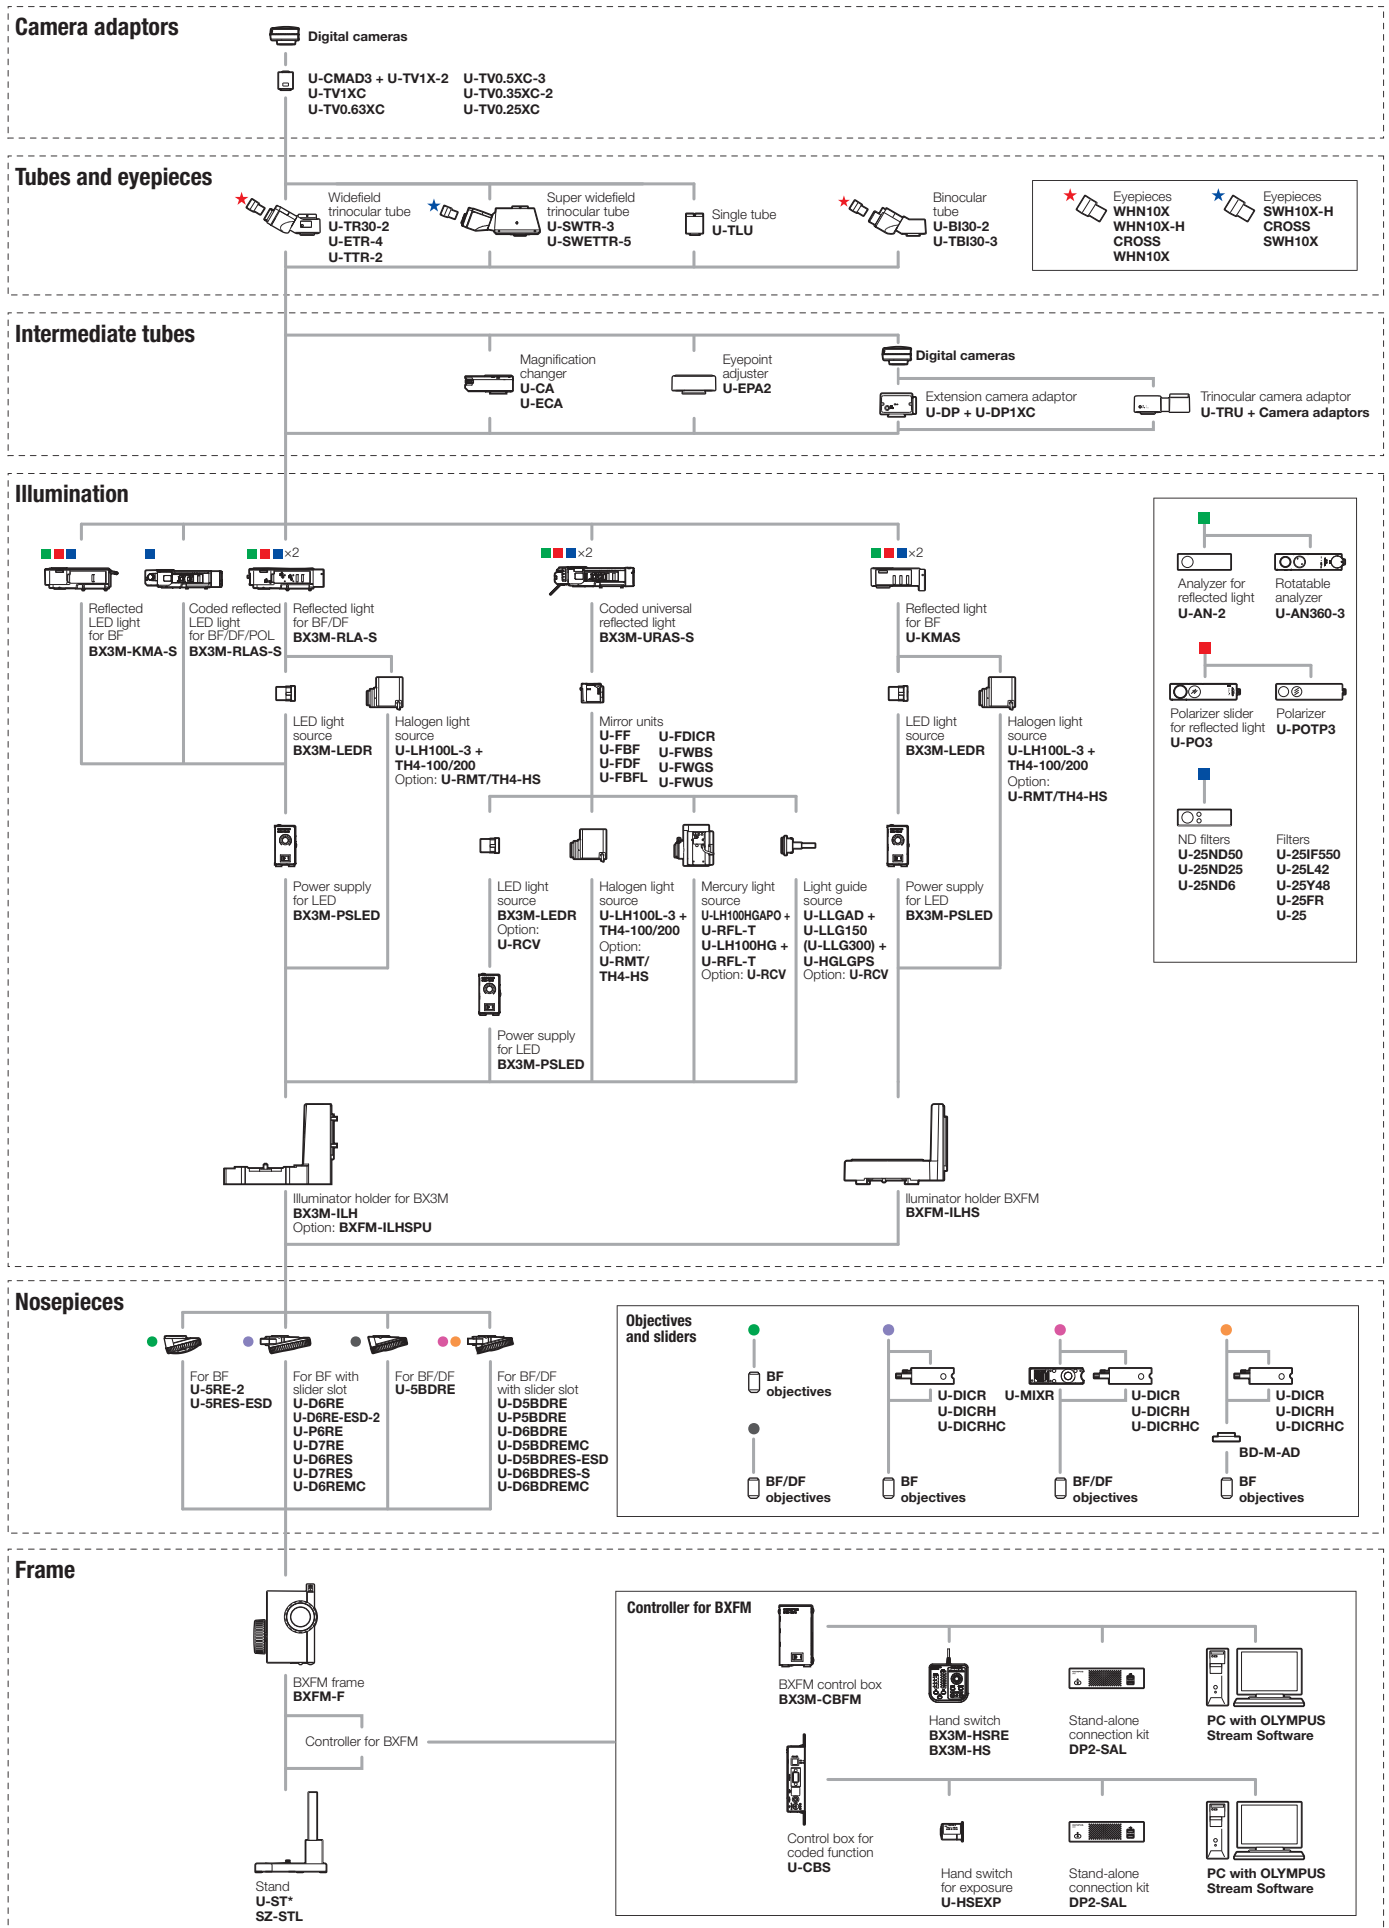 Camera adaptors
Digital cameras
U-CMAD3 + U-TV1X-2
U-TV1XC
U-TV0.63XC
U-TV0.5XC-3
U-TV0.35XC-2
U-TV0.25XC
Tubes and eyepieces
Widefield
trinocular tube
U-TR30-2
U-ETR-4
U-TTR-2
Super widefield
trinocular tube
U-SWTR-3
U-SWETTR-5
Single tube
U-TLU
Binocular
tube
U-BI30-2
U-TBI30-3
Eyepieces
WHN10X
WHN10X-H
CROSS
WHN10X
Eyepieces
SWH10X-H
CROSS
SWH10X
Intermediate tubes
Magnification
changer
U-CA
U-ECA
Eyepoint
adjuster
U-EPA2
Digital cameras
Extension camera adaptor
U-DP + U-DP1XC
Trinocular camera adaptor
U-TRU + Camera adaptors
Illumination
Reflected
LED light
for BF
BX3M-KMA-S
Coded reflected
LED light
for BF/DF/POL
BX3M-RLAS-S
×2
Reflected light
for BF/DF
BX3M-RLA-S
×2
Coded universal
reflected light
BX3M-URAS-S
×2
Reflected light
for BF
U-KMAS
LED light
source
BX3M-LEDR
Halogen light
source
U-LH100L-3 +
TH4-100/200
Option: U-RMT/TH4-HS
Mirror units
U-FF
U-FBF
U-FDF
U-FBFL
U-FDICR
U-FWBS
U-FWGS
U-FWUS
LED light
source
BX3M-LEDR
Halogen light
source
U-LH100L-3 +
TH4-100/200
Option:
U-RMT/TH4-HS
Power supply
for LED
BX3M-PSLED
LED light
source
BX3M-LEDR
Option:
U-RCV
Halogen light
source
U-LH100L-3 +
TH4-100/200
Option:
U-RMT/
TH4-HS
Mercury light
source
U-LH100HGAPO +
U-RFL-T
U-LH100HG +
U-RFL-T
Option: U-RCV
Light guide
source
U-LLGAD +
U-LLG150
(U-LLG300) +
U-HGLGPS
Option: U-RCV
Power supply
for LED
BX3M-PSLED
Power supply
for LED
BX3M-PSLED
Analyzer for
reflected light
U-AN-2
Rotatable
analyzer
U-AN360-3
Polarizer slider
for reflected light
U-PO3
Polarizer
U-POTP3
ND filters
U-25ND50
U-25ND25
U-25ND6
Filters
U-25IF550
U-25L42
U-25Y48
U-25FR
U-25
Illuminator holder for BX3M
BX3M-ILH
Option: BXFM-ILHSPU
Iluminator holder BXFM
BXFM-ILHS
Nosepieces
For BF
U-5RE-2
U-5RES-ESD
For BF with
slider slot
U-D6RE
U-D6RE-ESD-2
U-P6RE
U-D7RE
U-D6RES
U-D7RES
U-D6REMC
For BF/DF
U-5BDRE
For BF/DF
with slider slot
U-D5BDRE
U-P5BDRE
U-D6BDRE
U-D5BDREMC
U-D5BDRES-ESD
U-D6BDRES-S
U-D6BDREMC
Objectives
and sliders
BF
objectives
BF/DF
objectives
U-DICR
U-DICRH
U-DICRHC
BF
objectives
U-MIXR
U-DICR
U-DICRH
U-DICRHC
BF/DF
objectives
U-DICR
U-DICRH
U-DICRHC
BD-M-AD
BF
objectives
Frame
BXFM frame
BXFM-F
Controller for BXFM
Stand
U-ST*
SZ-STL
Controller for BXFM
BXFM control box
BX3M-CBFM
Hand switch
BX3M-HSRE
BX3M-HS
Stand-alone
connection kit
DP2-SAL
PC with OLYMPUS
Stream Software
Control box for
coded function
U-CBS
Hand switch
for exposure
U-HSEXP
Stand-alone
connection kit
DP2-SAL
PC with OLYMPUS
Stream Software